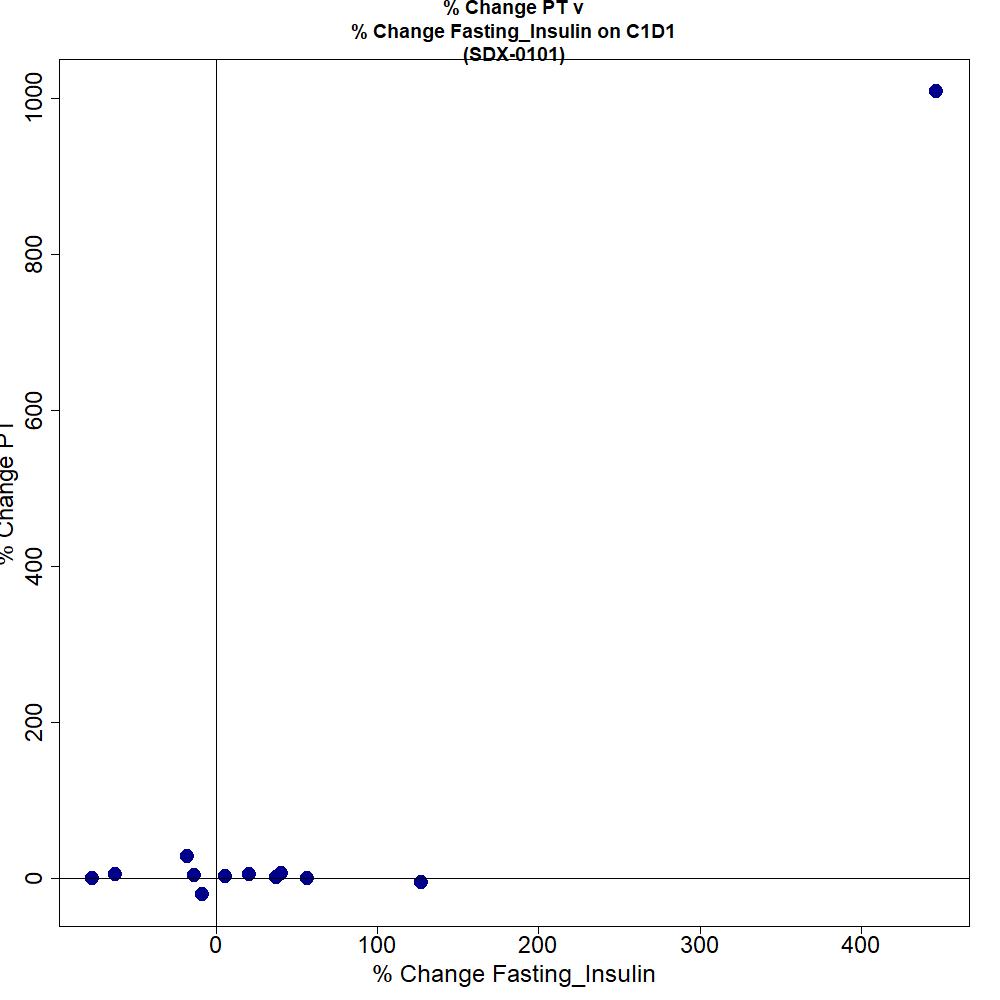 % Change PT v
% Change Fasting_Insulin on C1D1
(SDX-0101)
1000
800
600
400
200
0
% Change PT
0 100 200 300 400
% Change Fasting_Insulin